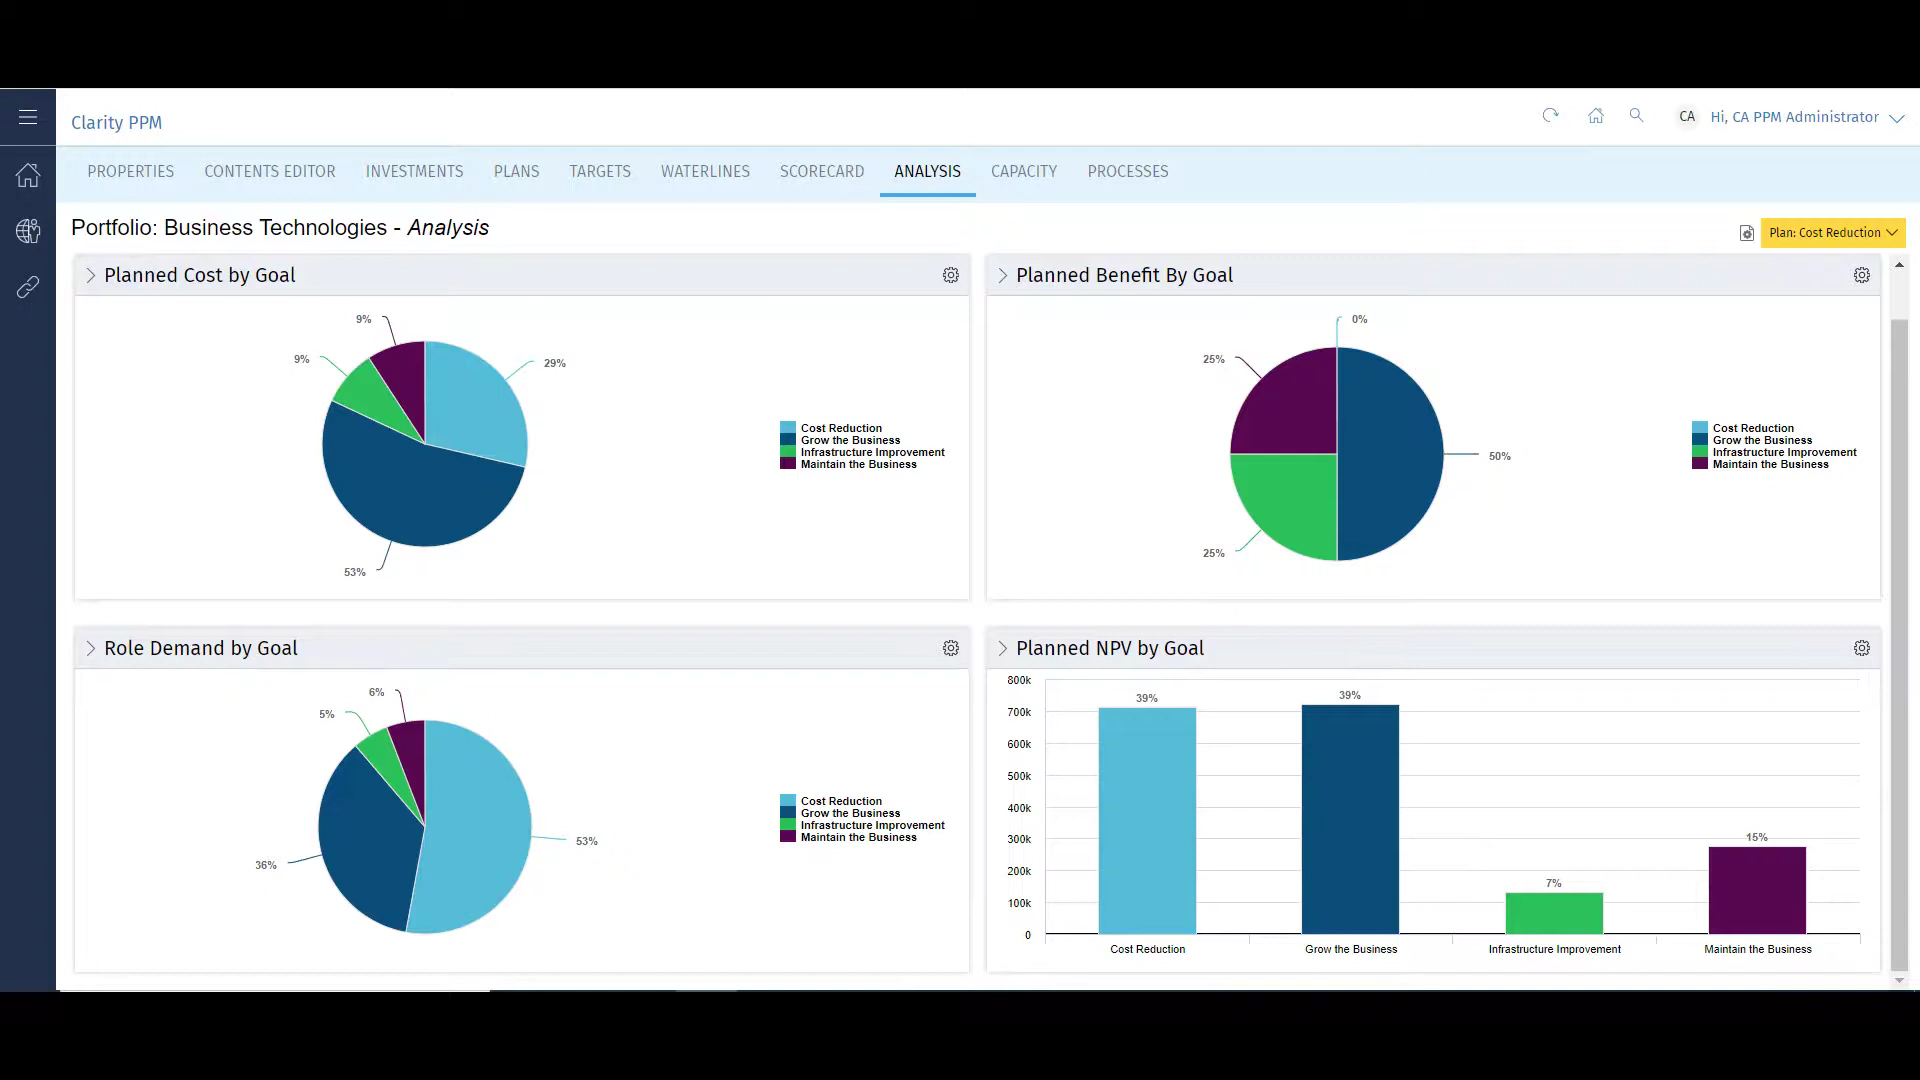 Clarity PPM
CA Hi, CA PPM Administrator
PROPERTIES CONTENTS EDITOR INVESTMENTS PLANS TARGETS WATERLINES SCORECARD ANALYSIS CAPACITY PROCESSES
Portfolio: Business Technologies - Analysis
Plan: Cost Reduction
Planned Cost by Goal
9%
9%
29%
53%
Cost Reduction
Grow the Business
Infrastructure Improvement
Maintain the Business
Planned Benefit By Goal
0%
25%
50%
25%
Cost Reduction
Grow the Business
Infrastructure Improvement
Maintain the Business
Role Demand by Goal
6%
5%
53%
36%
Cost Reduction
Grow the Business
Infrastructure Improvement
Maintain the Business
Planned NPV by Goal
800k
700k
600k
500k
400k
300k
200k
100k
0
39%
39%
7%
15%
Cost Reduction Grow the Business Infrastructure Improvement Maintain the Business